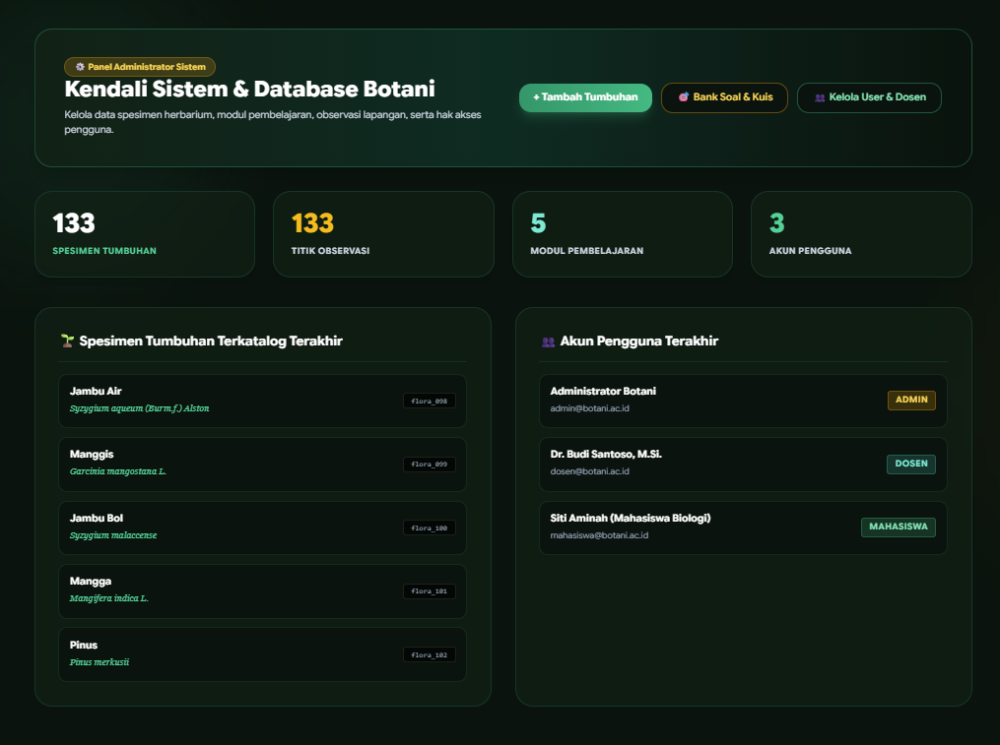 Panel Administrator Sistem
Kendali Sistem & Database Botani
Kelola data spesimen herbarium, modul pembelajaran, observasi lapangan, serta hak akses
pengguna.
+ Tambah Tumbuhan
Bank Soal & Kuis
Kelola User & Dosen
133
SPESIMEN TUMBUHAN
133
TITIK OBSERVASI
5
MODUL PEMBELAJARAN
3
AKUN PENGGUNA
Spesimen Tumbuhan Terkatalog Terakhir
Jambu Air
Syzygium aqueum (Burm.f.) Alston
flora_098
Manggis
Garcinia mangostana L.
flora_099
Jambu Bol
Syzygium malaccense
flora_100
Mangga
Mangifera indica L.
flora_101
Pinus
Pinus merkusii
flora_102
Akun Pengguna Terakhir
Administrator Botani
admin@botani.ac.id
ADMIN
Dr. Budi Santoso, M.Si.
dosen@botani.ac.id
DOSEN
Siti Aminah (Mahasiswa Biologi)
mahasiswa@botani.ac.id
MAHASISWA